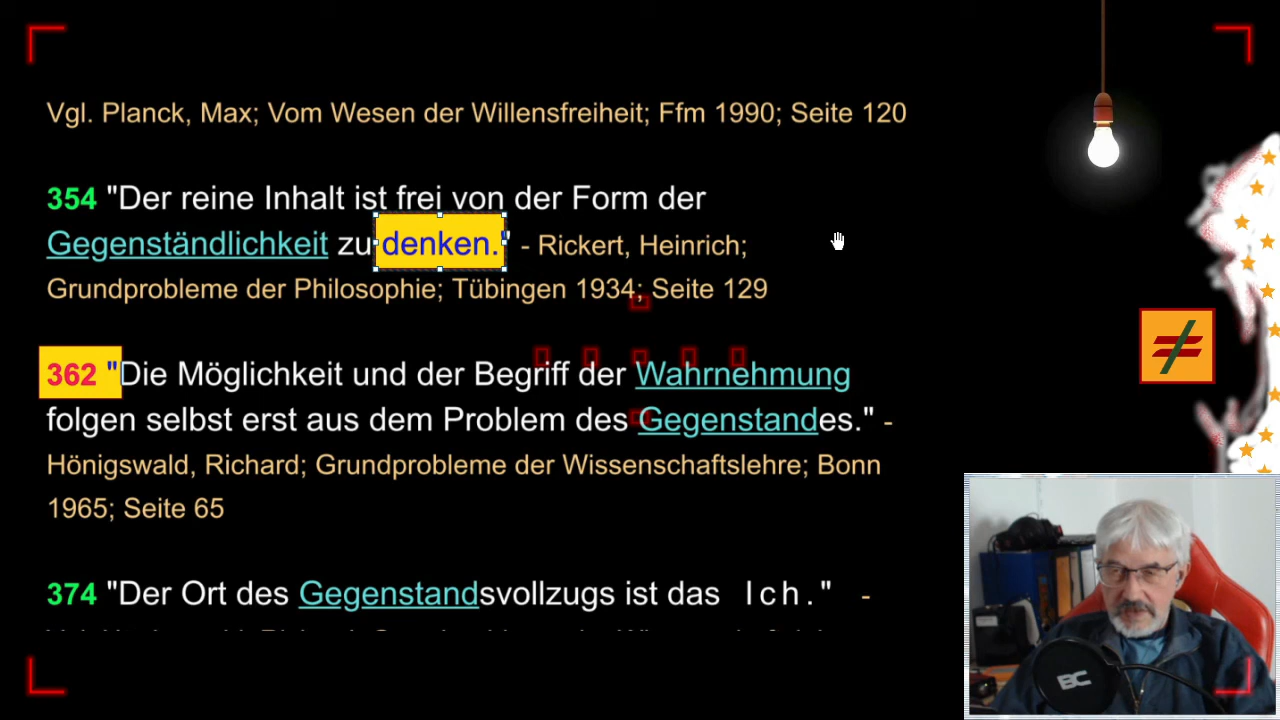 Vgl. Planck, Max; Vom Wesen der Willensfreiheit; Ffm 1990; Seite 120
354 "Der reine Inhalt ist frei von der Form der
Gegenständlichkeit zu denken." - Rickert, Heinrich;
Grundprobleme der Philosophie; Tübingen 1934; Seite 129
362 "Die Möglichkeit und der Begriff der Wahrnehmung
folgen selbst erst aus dem Problem des Gegenstandes." -
Hönigswald, Richard; Grundprobleme der Wissenschaftslehre; Bonn
1965; Seite 65
374 "Der Ort des Gegenstandsvollzugs ist das Ich." -
BC